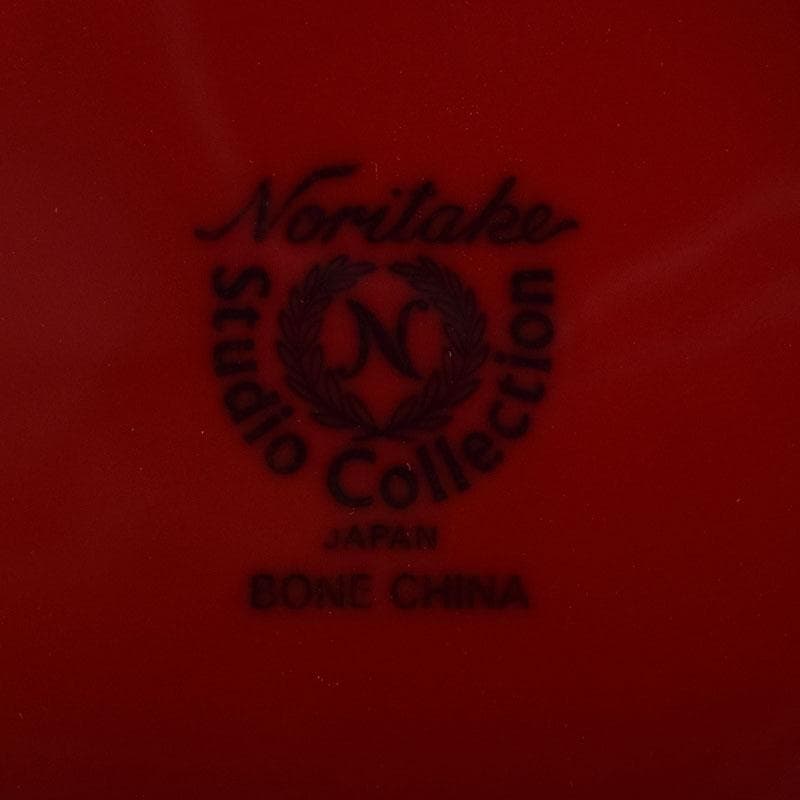 Noritake
Studio Collection
N
JAPAN
BONE CHINA